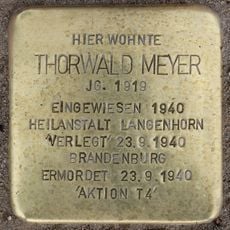 HIER WOHNTE
THORWALD MEYER
JG. 1919
EINGEWIESEN 1940
HEILANSTALT LANGENHORN
'VERLEGT' 23.9.1940
BRANDENBURG
ERMORDET 23.9.1940
'AKTION T4'